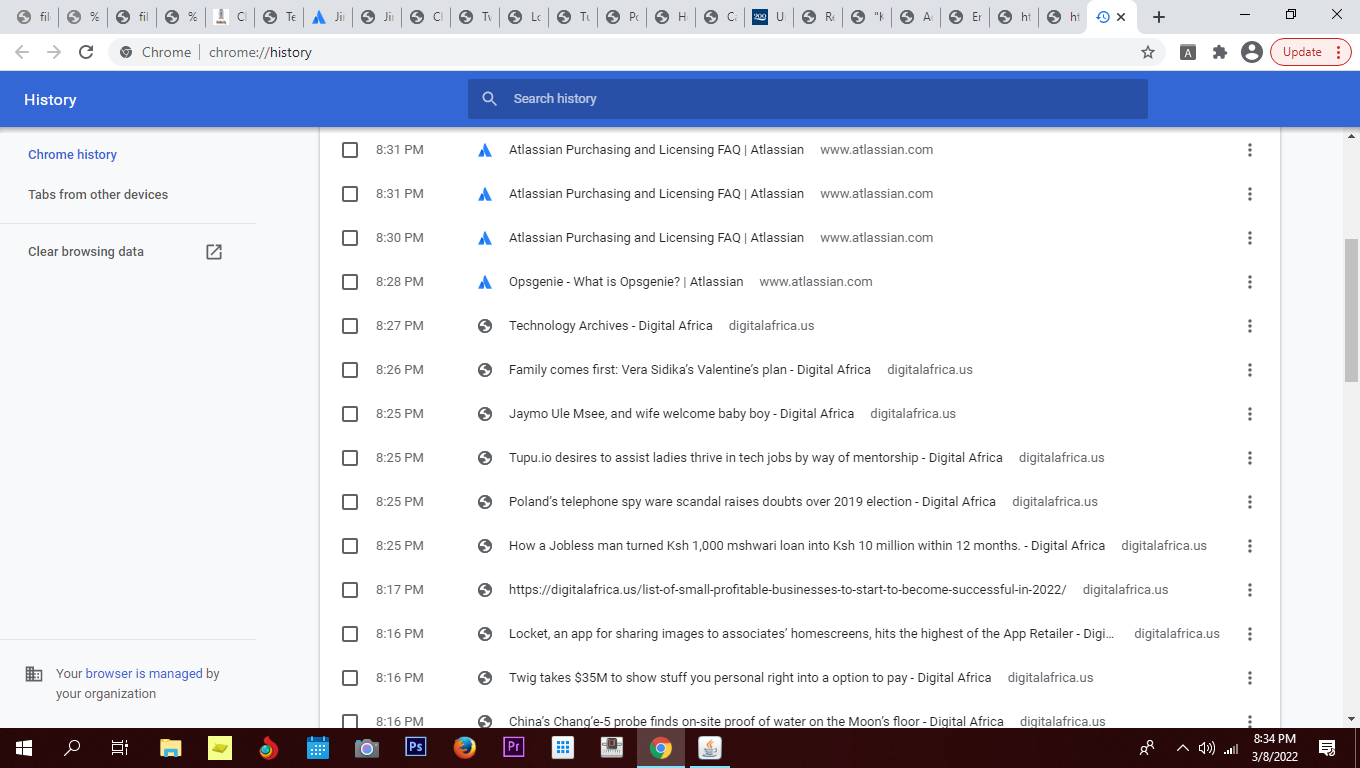 fil
%
fil
%
Cl
Te
Jir
Jir
Cl
Tw
Lo
Tu
Po
H
Ca
200
U
Re
"K
Aa
Er
ht
ht
Chrome | chrome://history
A
Update
History
Search history
Chrome history
Tabs from other devices
Clear browsing data
8:31 PM Atlassian Purchasing and Licensing FAQ | Atlassian www.atlassian.com
8:31 PM Atlassian Purchasing and Licensing FAQ | Atlassian www.atlassian.com
8:30 PM Atlassian Purchasing and Licensing FAQ | Atlassian www.atlassian.com
8:28 PM Opsgenie - What is Opsgenie? | Atlassian www.atlassian.com
8:27 PM Technology Archives - Digital Africa digitalafrica.us
8:26 PM Family comes first: Vera Sidika’s Valentine’s plan - Digital Africa digitalafrica.us
8:25 PM Jaymo Ule Msee, and wife welcome baby boy - Digital Africa digitalafrica.us
8:25 PM Tupu.io desires to assist ladies thrive in tech jobs by way of mentorship - Digital Africa digitalafrica.us
8:25 PM Poland’s telephone spy ware scandal raises doubts over 2019 election - Digital Africa digitalafrica.us
8:25 PM How a Jobless man turned Ksh 1,000 mshwari loan into Ksh 10 million within 12 months. - Digital Africa digitalafrica.us
8:17 PM https://digitalafrica.us/list-of-small-profitable-businesses-to-start-to-become-successful-in-2022/ digitalafrica.us
8:16 PM Locket, an app for sharing images to associates’ homescreens, hits the highest of the App Retailer - Digi... digitalafrica.us
8:16 PM Twig takes $35M to show stuff you personal right into a option to pay - Digital Africa digitalafrica.us
8:16 PM China’s Chang’e-5 probe finds on-site proof of water on the Moon’s floor - Digital Africa digitalafrica.us
Your browser is managed by
your organization
Ps
Pr
8:34 PM
3/8/2022
3